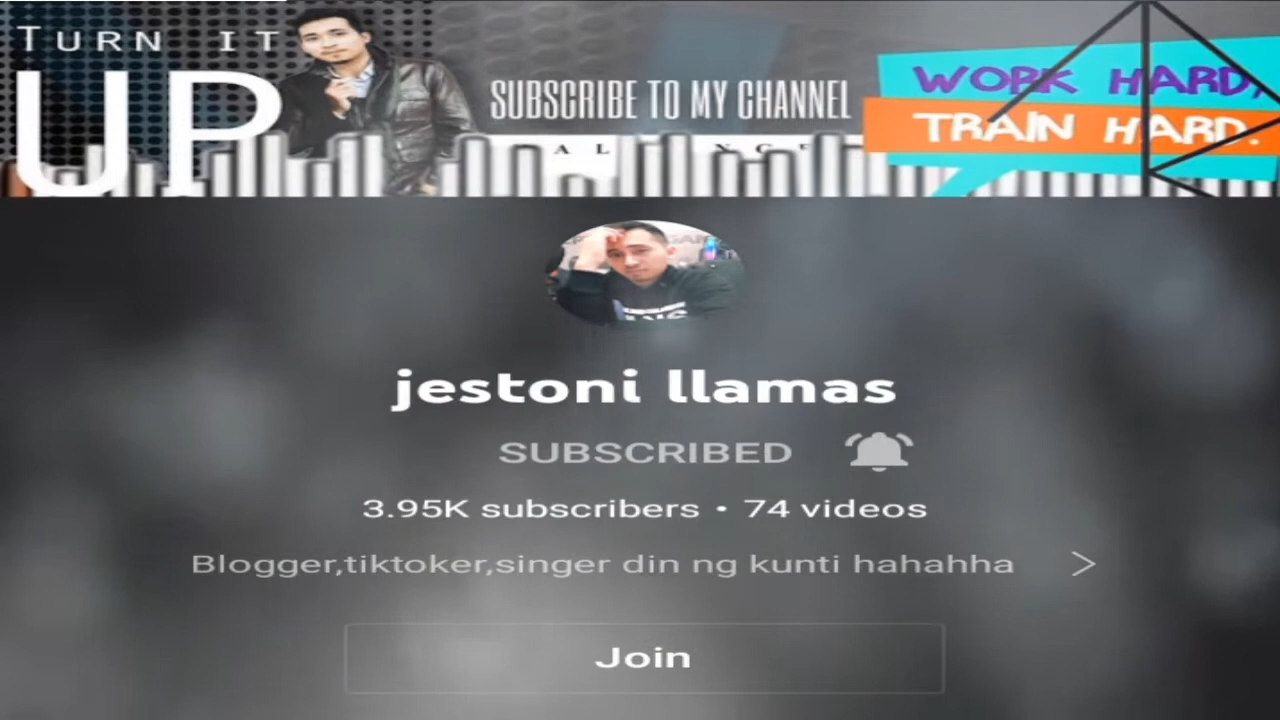 TURN IT
UP
SUBSCRIBE TO MY CHANNEL
WORK HARD,
TRAIN HARD.
jestoni llamas
SUBSCRIBED
3.95K subscribers • 74 videos
Blogger,tiktoker,singer din ng kunti hahahha
Join